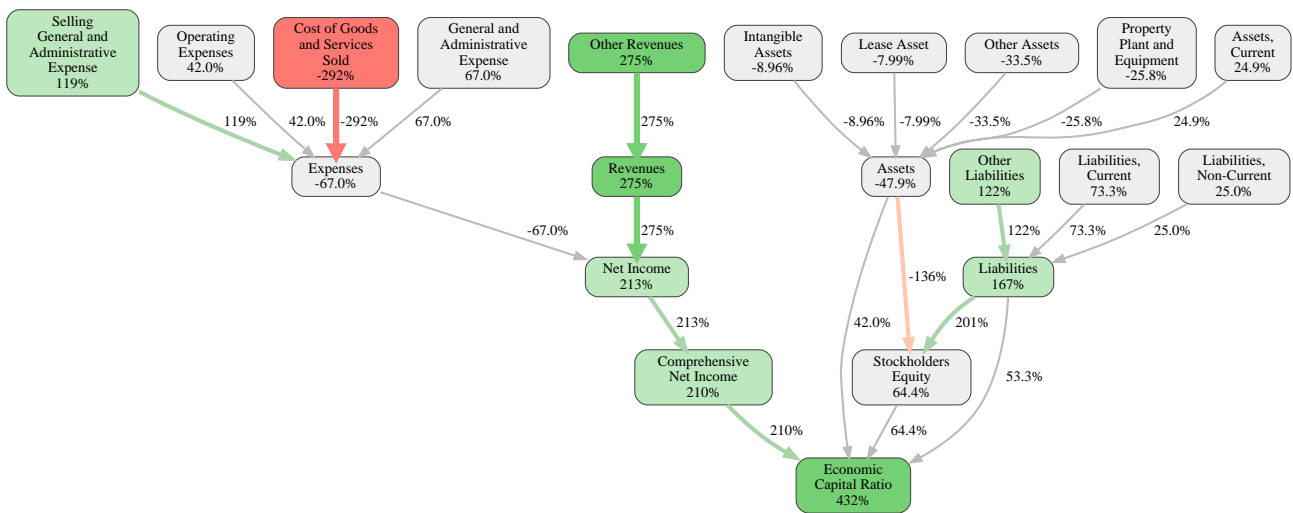 Selling
General and
Administrative
Expense
119%
Operating
Expenses
42.0%
Cost of Goods
and Services
Sold
-292%
General and
Administrative
Expense
67.0%
Other Revenues
275%
Intangible
Assets
-8.96%
Lease Asset
-7.99%
Other Assets
-33.5%
Property
Plant and
Equipment
-25.8%
Assets,
Current
24.9%
119%
42.0%
-292%
67.0%
275%
-8.96%
-7.99%
-33.5%
-25.8%
24.9%
Expenses
-67.0%
Revenues
275%
Assets
-47.9%
Other
Liabilities
122%
Liabilities,
Current
73.3%
Liabilities,
Non-Current
25.0%
-67.0%
275%
122%
73.3%
25.0%
Net Income
213%
-136%
Liabilities
167%
213%
42.0%
201%
Comprehensive
Net Income
210%
Stockholders
Equity
64.4%
53.3%
210%
64.4%
Economic
Capital Ratio
432%